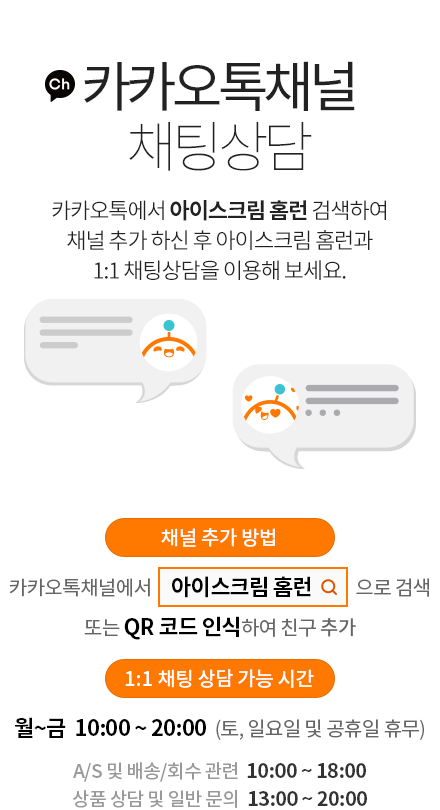 Ch 카카오톡채널
채팅상담
카카오톡에서 아이스크림 홈런 검색하여
채널 추가 하신 후 아이스크림 홈런과
1:1 채팅상담을 이용해 보세요.
채널 추가 방법
카카오톡채널에서 아이스크림 홈런 으로 검색
또는 QR 코드 인식하여 친구 추가
1:1 채팅 상담 가능 시간
월~금 10:00 ~ 20:00 (토, 일요일 및 공휴일 휴무)
A/S 및 배송/회수 관련 10:00 ~ 18:00
상품 상담 및 일반 문의 13:00 ~ 20:00